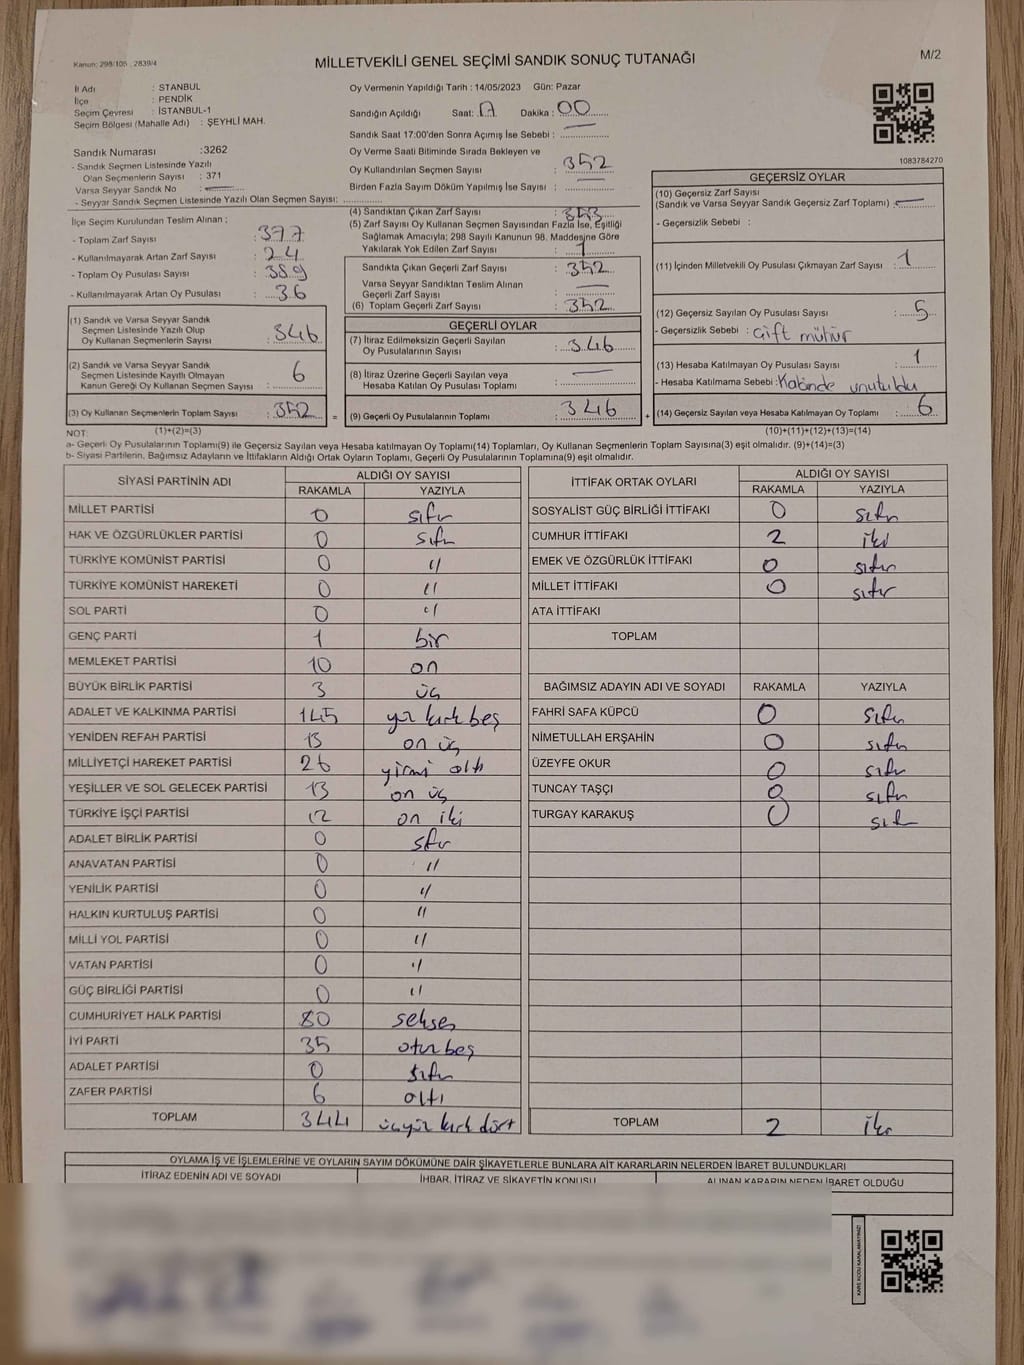 Kanun: 298/105 , 2839/4
MİLLETVEKİLİ GENEL SEÇİMİ SANDIK SONUÇ TUTANAĞI
M/2
İl Adı : STANBUL
İlçe : PENDİK
Seçim Çevresi : İSTANBUL-1
Seçim Bölgesi (Mahalle Adı) : ŞEYHLİ MAH.
Oy Vermenin Yapıldığı Tarih : 14/05/2023 Gün: Pazar
Sandığın Açıldığı Saat: 17 Dakika : 00
Sandık Saat 17:00'den Sonra Açımış İse Sebebi :
Sandık Numarası :3262
- Sandık Seçmen Listesinde Yazılı
Olan Seçmenlerin Sayısı : 371
Varsa Seyyar Sandık No :
- Seyyar Sandık Seçmen Listesinde Yazılı Olan Seçmen Sayısı:
Oy Verme Saati Bitiminde Sırada Bekleyen ve
Oy Kullandırılan Seçmen Sayısı : 352
Birden Fazla Sayım Döküm Yapılmış İse Sayısı :
1083784270
İlçe Seçim Kurulundan Teslim Alınan ;
- Toplam Zarf Sayısı : 377
- Kullanılmayarak Artan Zarf Sayısı : 24
- Toplam Oy Pusulası Sayısı : 389
- Kullanılmayarak Artan Oy Pusulası : 36
(4) Sandıktan Çıkan Zarf Sayısı : 353
(5) Zarf Sayısı Oy Kullanan Seçmen Sayısından Fazla İse, Eşitliği
Sağlamak Amacıyla; 298 Sayılı Kanunun 98. Maddesine Göre
Yakılarak Yok Edilen Zarf Sayısı : 1
Sandıkta Çıkan Geçerli Zarf Sayısı : 352
Varsa Seyyar Sandıktan Teslim Alınan
Geçerli Zarf Sayısı :
(6) Toplam Geçerli Zarf Sayısı : 352
(1) Sandık ve Varsa Seyyar Sandık
Seçmen Listesinde Yazılı Olup
Oy Kullanan Seçmenlerin Sayısı : 346
(2) Sandık ve Varsa Seyyar Sandık
Seçmen Listesinde Kayıtlı Olmayan
Kanun Gereği Oy Kullanan Seçmen Sayısı : 6
(3) Oy Kullanan Seçmenlerin Toplam Sayısı : 352 =
GEÇERLİ OYLAR
(7) İtiraz Edilmeksizin Geçerli Sayılan
Oy Pusulalarının Sayısı : 346
(8) İtiraz Üzerine Geçerli Sayılan veya
Hesaba Katılan Oy Pusulası Toplamı :
(9) Geçerli Oy Pusulalarının Toplamı : 346 +
GEÇERSİZ OYLAR
(10) Geçersiz Zarf Sayısı
(Sandık ve Varsa Seyyar Sandık Geçersiz Zarf Toplamı) :
- Geçersizlik Sebebi :
(11) İçinden Milletvekili Oy Pusulası Çıkmayan Zarf Sayısı : 1
(12) Geçersiz Sayılan Oy Pusulası Sayısı : 5
- Geçersizlik Sebebi : Çift mühür
(13) Hesaba Katılmayan Oy Pusulası Sayısı : 1
- Hesaba Katılmama Sebebi : Kabinde unutuldu
(14) Geçersiz Sayılan veya Hesaba Katılmayan Oy Toplamı : 6
NOT: (1)+(2)=(3)
(10)+(11)+(12)+(13)=(14)
a- Geçerli Oy Pusulalarının Toplamı(9) ile Geçersiz Sayılan veya Hesaba katılmayan Oy Toplamı(14) Toplamları, Oy Kullanan Seçmenlerin Toplam Sayısına(3) eşit olmalıdır. (9)+(14)=(3)
b- Siyasi Partilerin, Bağımsız Adayların ve İttifakların Aldığı Ortak Oyların Toplamı, Geçerli Oy Pusulalarının Toplamına(9) eşit olmalıdır.
SİYASİ PARTİNİN ADI ALDIĞI OY SAYISI
RAKAMLA YAZIYLA
MİLLET PARTİSİ 0 sıfır
HAK VE ÖZGÜRLÜKLER PARTİSİ 0 sıfır
TÜRKİYE KOMÜNİST PARTİSİ 0 "
TÜRKİYE KOMÜNİST HAREKETİ 0 "
SOL PARTİ 0 "
GENÇ PARTİ 1 bir
MEMLEKET PARTİSİ 10 on
BÜYÜK BİRLİK PARTİSİ 3 üç
ADALET VE KALKINMA PARTİSİ 145 yüz kırk beş
YENİDEN REFAH PARTİSİ 13 on üç
MİLLİYETÇİ HAREKET PARTİSİ 26 yirmi altı
YEŞİLLER VE SOL GELECEK PARTİSİ 13 on üç
TÜRKİYE İŞÇİ PARTİSİ 12 on iki
ADALET BİRLİK PARTİSİ 0 sıfır
ANAVATAN PARTİSİ 0 "
YENİLİK PARTİSİ 0 "
HALKIN KURTULUŞ PARTİSİ 0 "
MİLLİ YOL PARTİSİ 0 "
VATAN PARTİSİ 0 "
GÜÇ BİRLİĞİ PARTİSİ 0 "
CUMHURİYET HALK PARTİSİ 80 seksen
İYİ PARTİ 35 otuz beş
ADALET PARTİSİ 0 sıfır
ZAFER PARTİSİ 6 altı
TOPLAM 344 üçyüz kırk dört
İTTİFAK ORTAK OYLARI ALDIĞI OY SAYISI
RAKAMLA YAZIYLA
SOSYALİST GÜÇ BİRLİĞİ İTTİFAKI 0 sıfır
CUMHUR İTTİFAKI 2 iki
EMEK VE ÖZGÜRLÜK İTTİFAKI 0 sıfır
MİLLET İTTİFAKI 0 sıfır
ATA İTTİFAKI
TOPLAM
BAĞIMSIZ ADAYIN ADI VE SOYADI RAKAMLA YAZIYLA
FAHRİ SAFA KÜPCÜ 0 sıfır
NİMETULLAH ERŞAHİN 0 sıfır
ÜZEYFE OKUR 0 sıfır
TUNCAY TAŞÇI 0 sıfır
TURGAY KARAKUŞ 0 sıfır
TOPLAM 2 iki
OYLAMA İŞ VE İŞLEMLERİNE VE OYLARIN SAYIM DÖKÜMÜNE DAİR ŞİKAYETLERLE BUNLARA AİT KARARLARIN NELERDEN İBARET BULUNDUKLARI
İTİRAZ EDENİN ADI VE SOYADI İHBAR, İTİRAZ VE ŞİKAYETİN KONUSU ALINAN KARARIN NEDEN İBARET OLDUĞU
KARE KODU KARALAMAYINIZ!